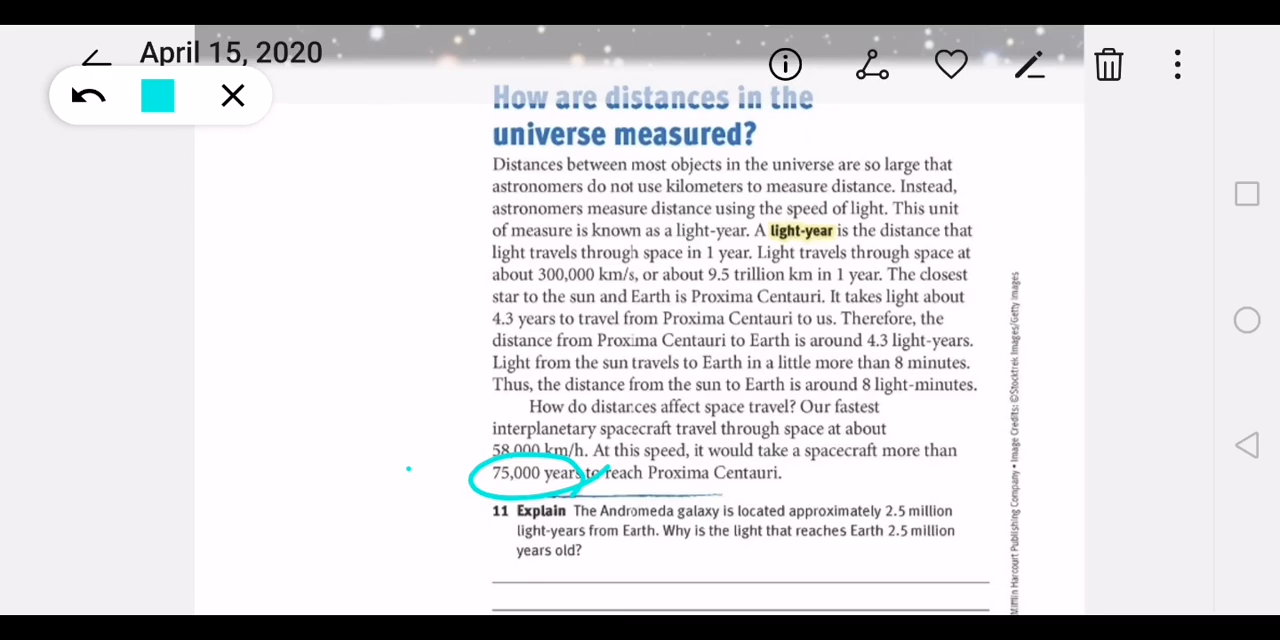 April 15, 2020
How are distances in the
universe measured?
Distances between most objects in the universe are so large that
astronomers do not use kilometers to measure distance. Instead,
astronomers measure distance using the speed of light. This unit
of measure is known as a light-year. A light-year is the distance that
light travels through space in 1 year. Light travels through space at
about 300,000 km/s, or about 9.5 trillion km in 1 year. The closest
star to the sun and Earth is Proxima Centauri. It takes light about
4.3 years to travel from Proxima Centauri to us. Therefore, the
distance from Proxima Centauri to Earth is around 4.3 light-years.
Light from the sun travels to Earth in a little more than 8 minutes.
Thus, the distance from the sun to Earth is around 8 light-minutes.
How do distances affect space travel? Our fastest
interplanetary spacecraft travel through space at about
58,000 km/h. At this speed, it would take a spacecraft more than
75,000 years to reach Proxima Centauri.
11 Explain The Andromeda galaxy is located approximately 2.5 million
light-years from Earth. Why is the light that reaches Earth 2.5 million
years old?
Mifflin Harcourt Publishing Company • Image Credits: ©Stocktrek Images/Getty Images